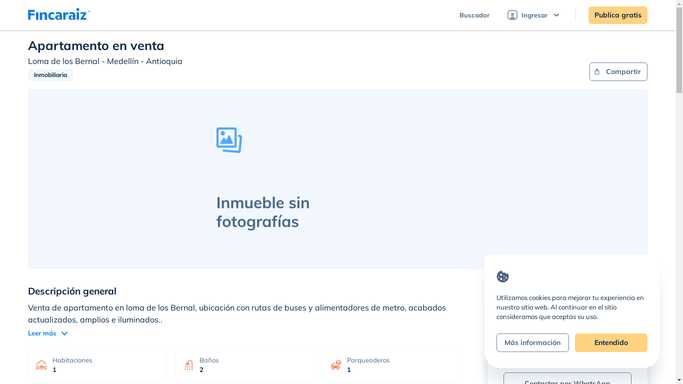 Fincaraiz
Buscador
Ingresar
Publica gratis
Apartamento en venta
Loma de los Bernal - Medellín - Antioquia
Inmobiliaria
Compartir
Inmueble sin
fotografías
Descripción general
Venta de apartamento en loma de los Bernal, ubicación con rutas de buses y alimentadores de metro, acabados
actualizados, amplios e iluminados..
Leer más
Habitaciones
1
Baños
2
Parqueaderos
1
Utilizamos cookies para mejorar tu experiencia en
nuestro sitio web. Al continuar en el sitio
consideramos que aceptas su uso.
Más información
Entendido
Contactar por WhatsApp